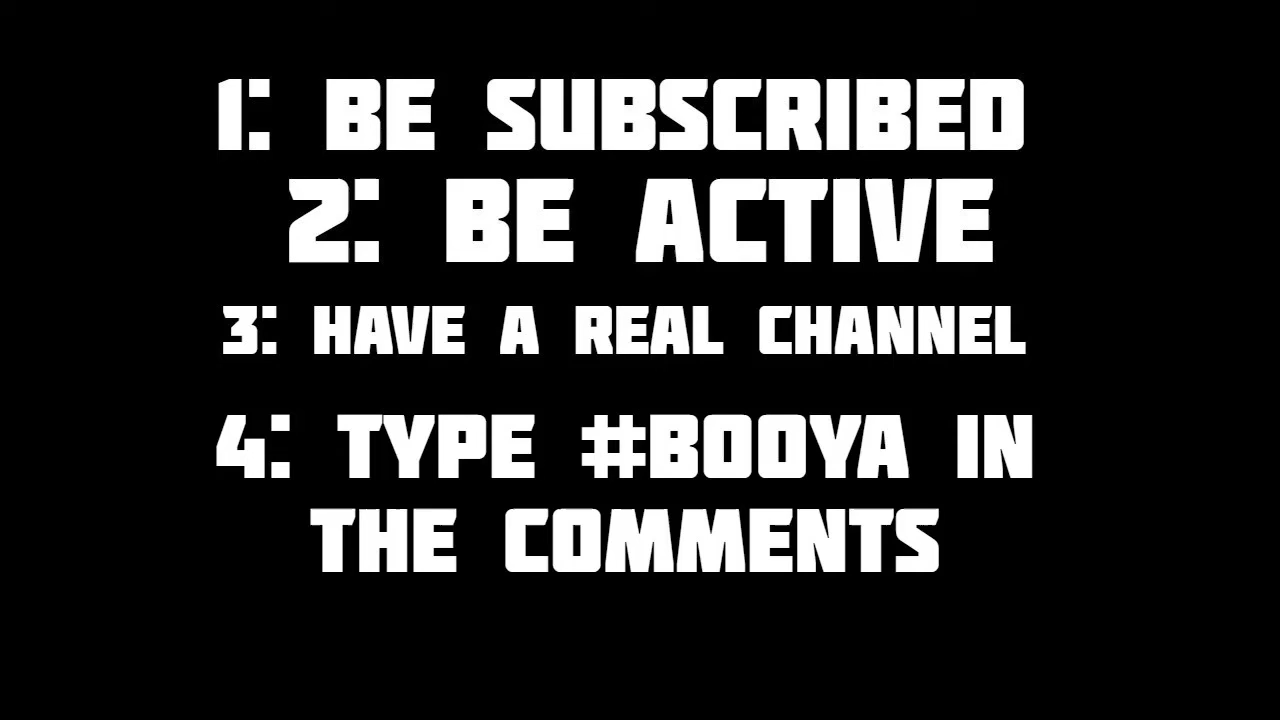 1: BE SUBSCRIBED
2: BE ACTIVE
3: HAVE A REAL CHANNEL
4: TYPE #BOOYA IN
THE COMMENTS